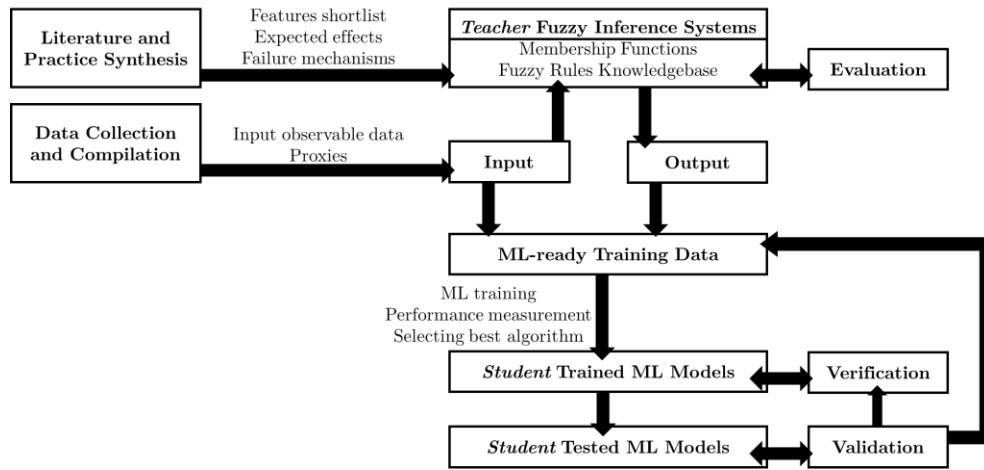 Literature and
Practice Synthesis
Features shortlist
Expected effects
Failure mechanisms
Teacher Fuzzy Inference Systems
Membership Functions
Fuzzy Rules Knowledgebase
Evaluation
Data Collection
and Compilation
Input observable data
Proxies
Input
Output
ML-ready Training Data
ML training
Performance measurement
Selecting best algorithm
Student Trained ML Models
Verification
Student Tested ML Models
Validation